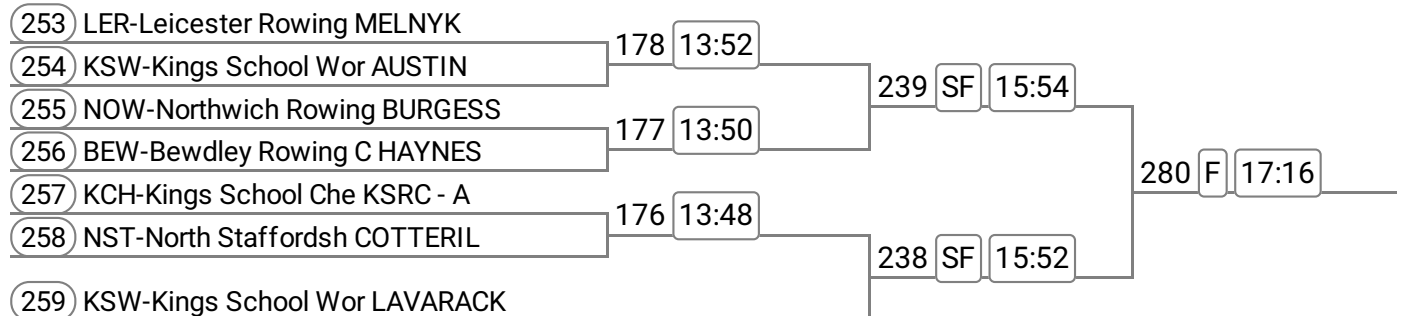 253 LER-Leicester Rowing MELNYK
178 13:52
254 KSW-Kings School Wor AUSTIN
239 SF 15:54
255 NOW-Northwich Rowing BURGESS
177 13:50
256 BEW-Bewdley Rowing C HAYNES
280 F 17:16
257 KCH-Kings School Che KSRC - A
176 13:48
258 NST-North Staffordsh COTTERIL
238 SF 15:52
259 KSW-Kings School Wor LAVARACK